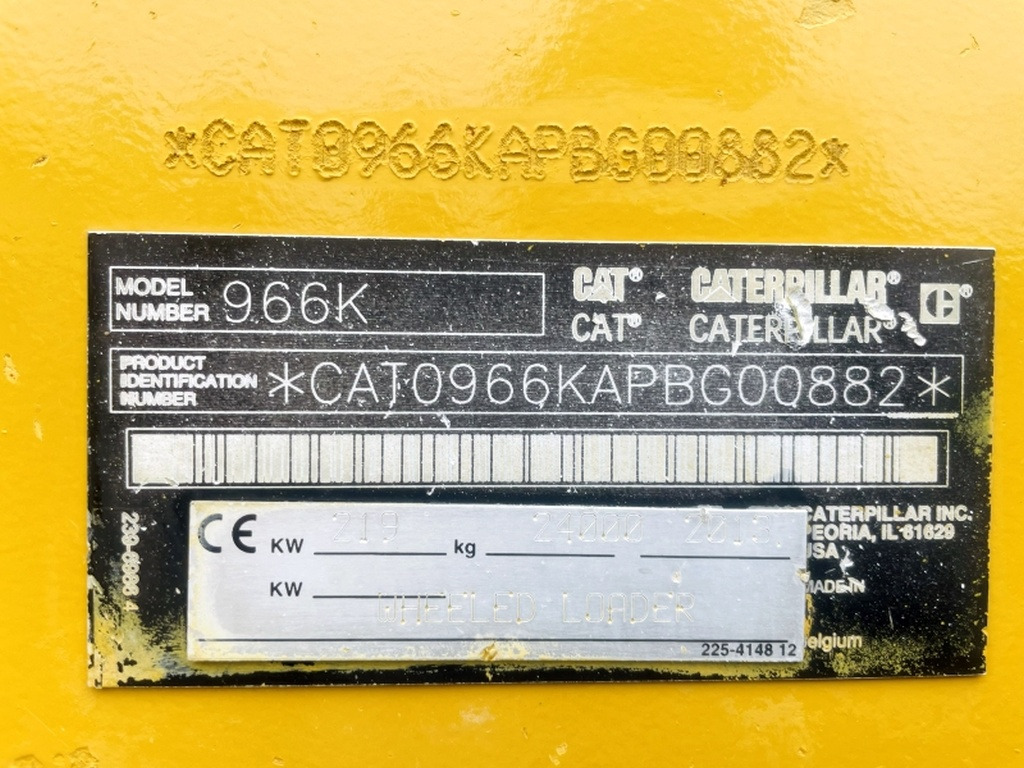 *CAT0966KAPBG00882*
MODEL NUMBER 966K
CAT® CATERPILLAR®
CAT® CATERPILLAR®
PRODUCT IDENTIFICATION NUMBER *CAT0966KAPBG00882*
CATERPILLAR INC.
PEORIA, IL 61629
USA
MADE IN
elgium
CE KW 219 kg 24000 2013
KW
WHEELED LOADER
225-4148 12